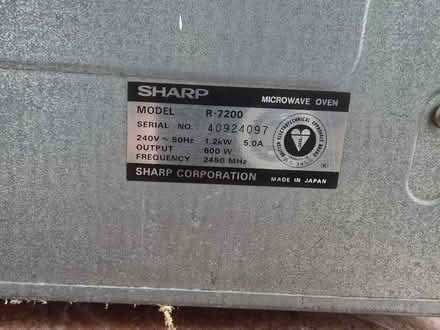 SHARP MICROWAVE OVEN
MODEL R-7200
SERIAL NO. 40924097
240V ~ 50Hz 1.2kW 5.0A
OUTPUT 600 W
FREQUENCY 2450 MHz
SHARP CORPORATION MADE IN JAPAN